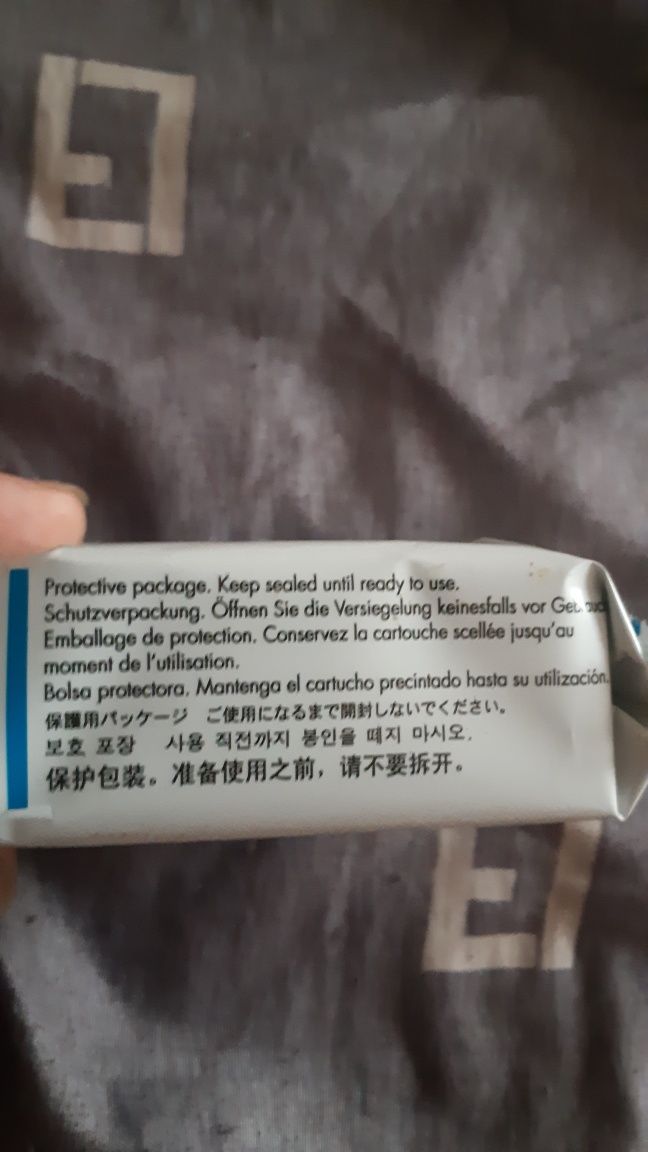 Protective package. Keep sealed until ready to use.
Schutzverpackung. Öffnen Sie die Versiegelung keinesfalls vor
Emballage de protection. Conservez la cartouche scellée jusqu'au
moment de l'utilisation.
Bolsa protectora. Mantenga el cartucho precintado hasta su utilización.
保護用パッケージ ご使用になるまで開封しないでください。
보호 포장 사용 직전까지 봉인을 떼지 마시오.
保护包装。准备使用之前，请不要拆开。